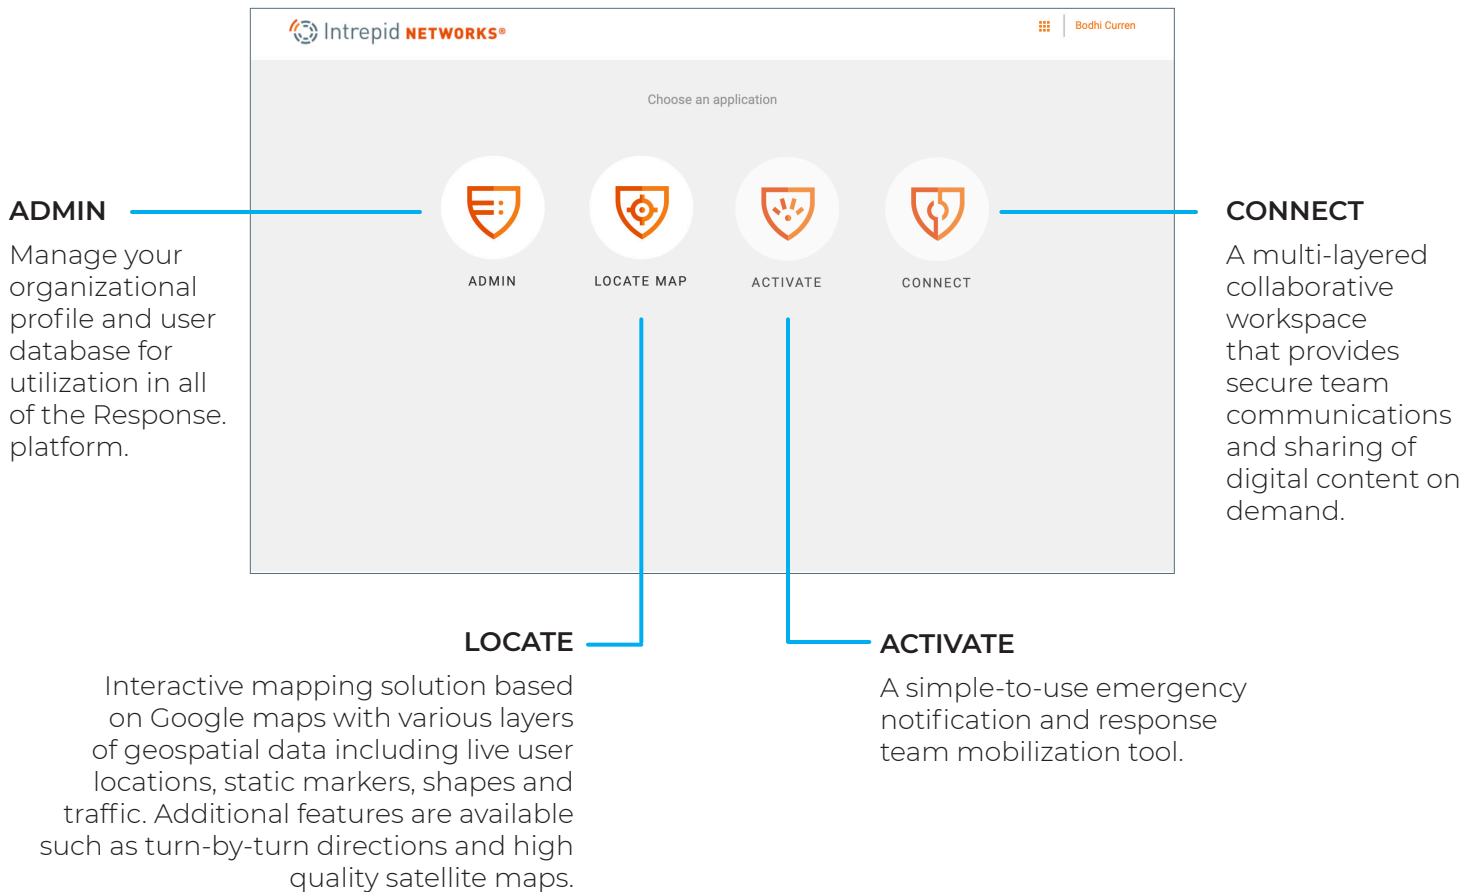 Intrepid NETWORKS®
Bodhi Curren
Choose an application
ADMIN
LOCATE MAP
ACTIVATE
CONNECT
ADMIN
Manage your
organizational
profile and user
database for
utilization in all
of the Response.
platform.
CONNECT
A multi-layered
collaborative
workspace
that provides
secure team
communications
and sharing of
digital content on
demand.
LOCATE
Interactive mapping solution based
on Google maps with various layers
of geospatial data including live user
locations, static markers, shapes and
traffic. Additional features are available
such as turn-by-turn directions and high
quality satellite maps.
ACTIVATE
A simple-to-use emergency
notification and response
team mobilization tool.